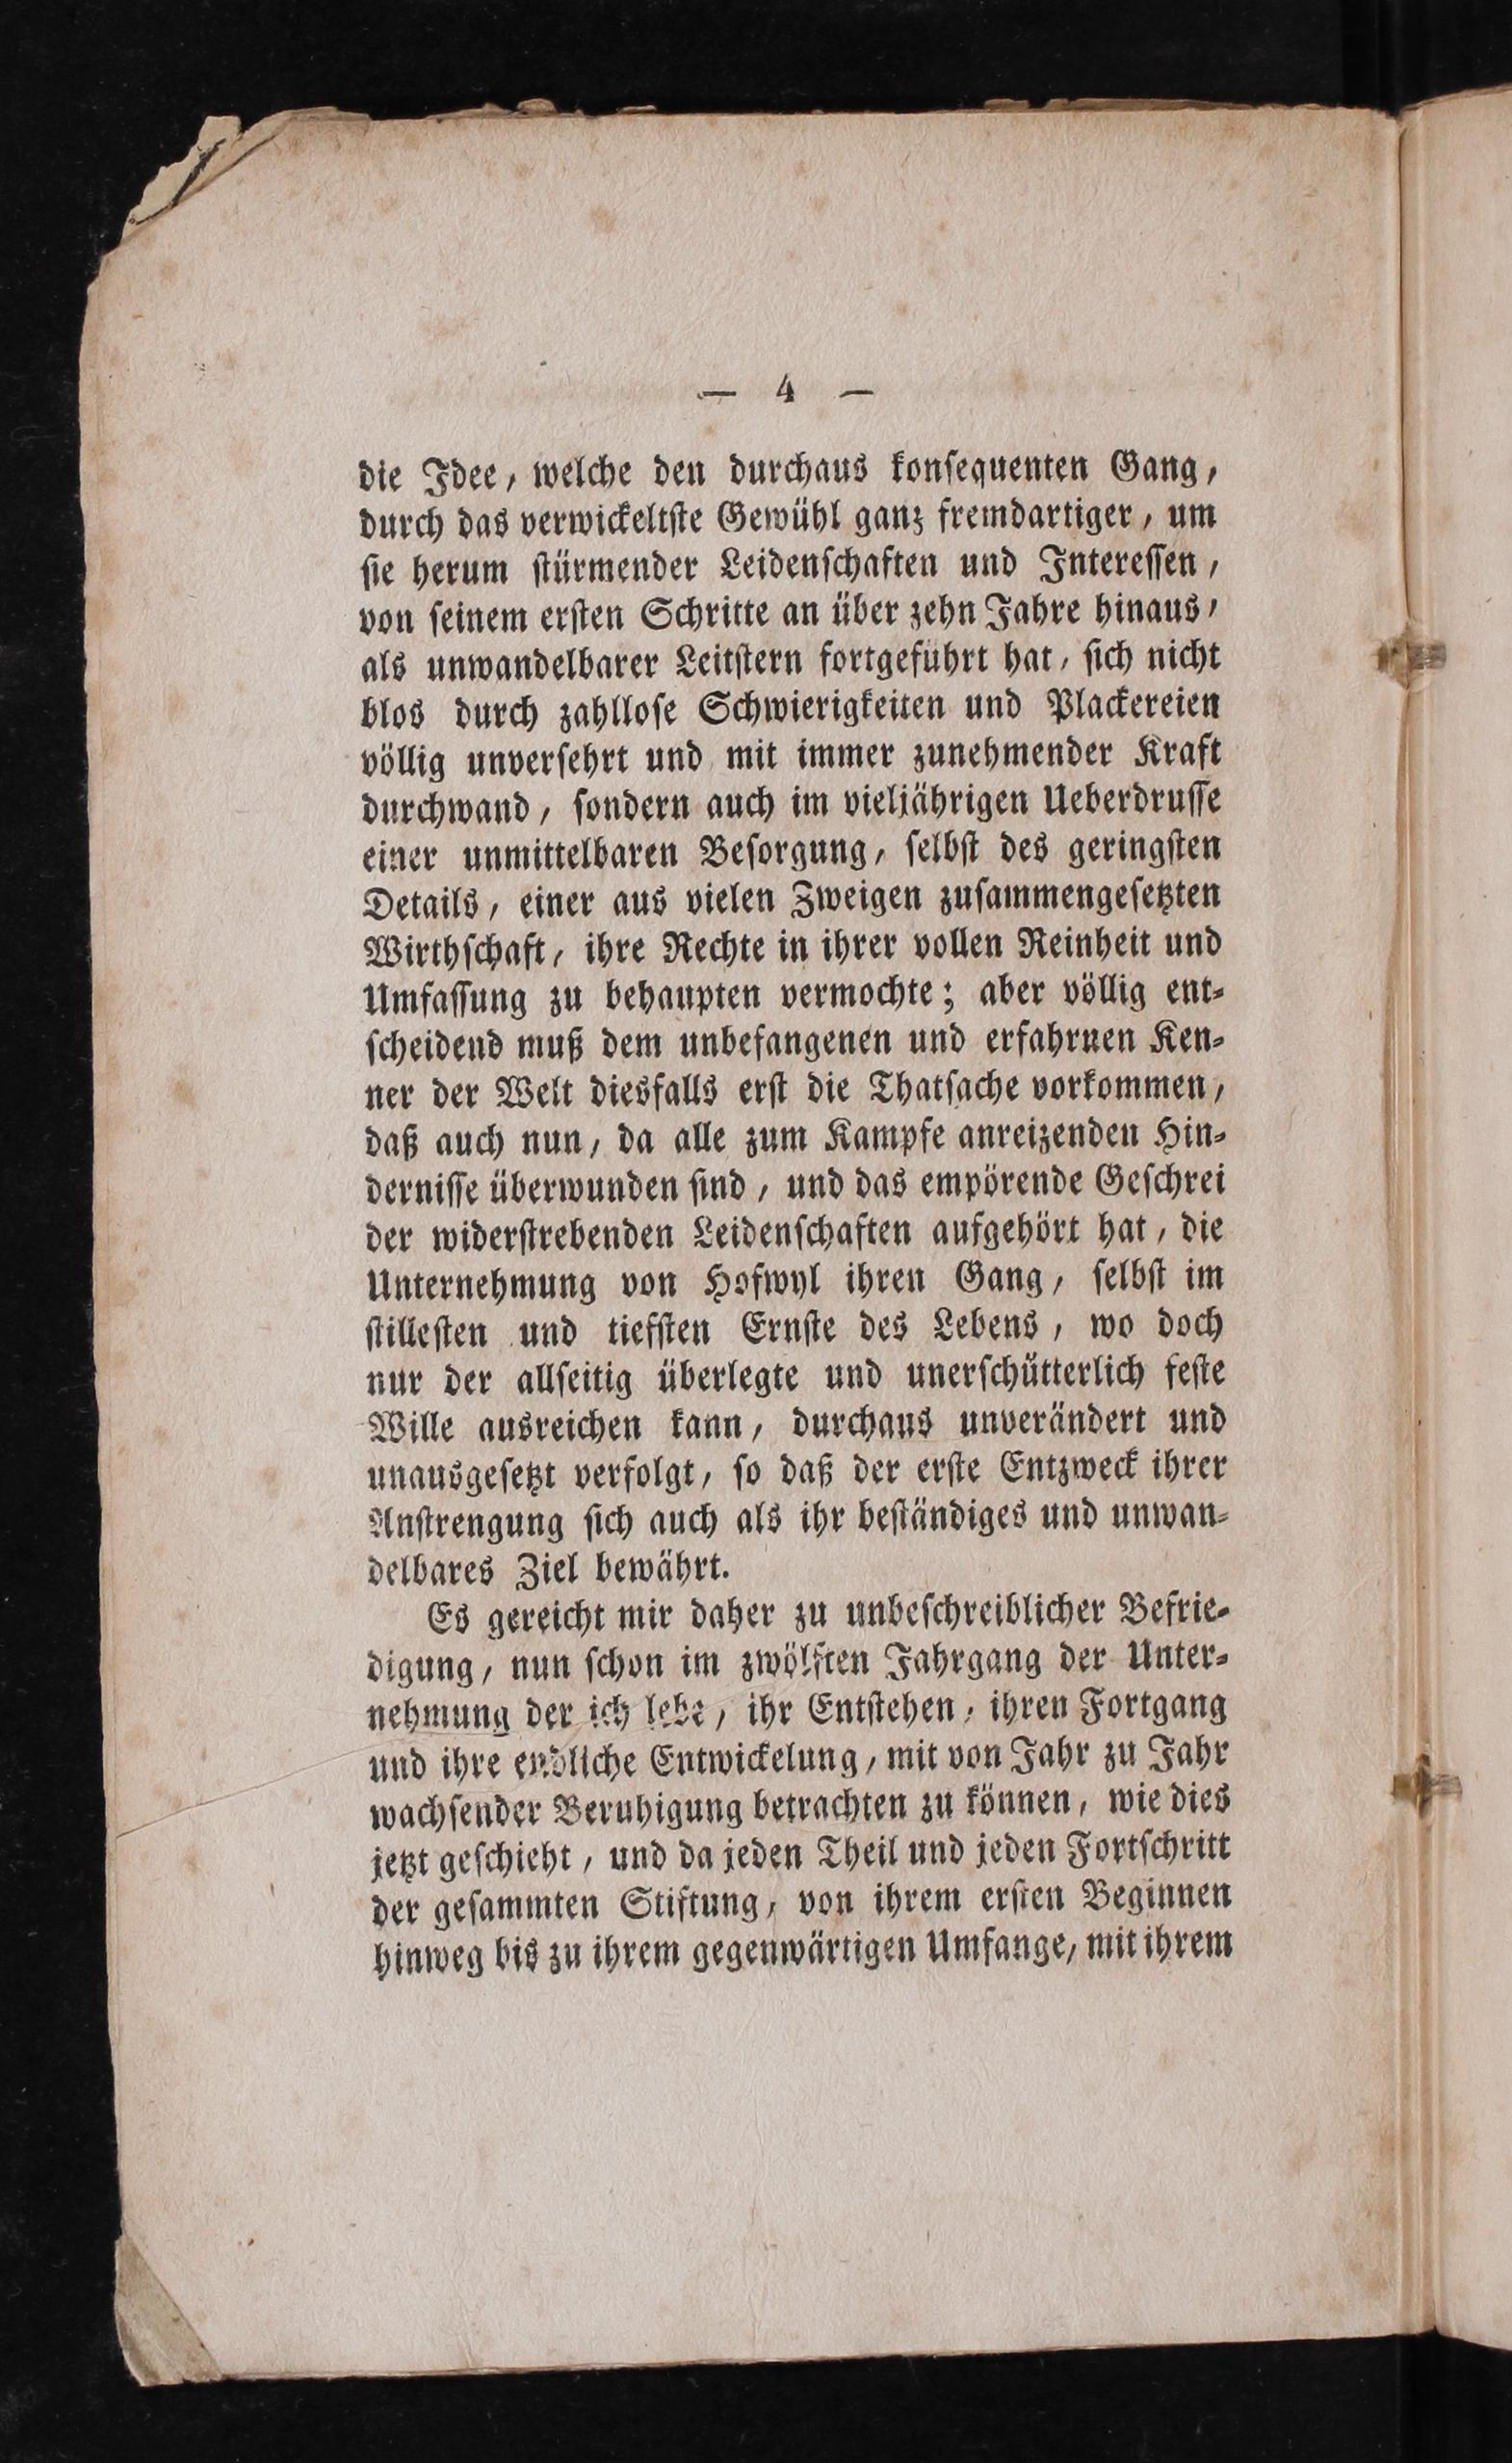 — 4 —
die Idee, welche den durchaus konsequenten Gang,
durch das verwickeltste Gewühl ganz fremdartiger, um
sie herum stürmender Leidenschaften und Interessen,
von seinem ersten Schritte an über zehn Jahre hinaus,
als unwandelbarer Leitstern fortgeführt hat, sich nicht
blos durch zahllose Schwierigkeiten und Plackereien
völlig unversehrt und mit immer zunehmender Kraft
durchwand, sondern auch im vieljährigen Ueberdrusse
einer unmittelbaren Besorgung, selbst des geringsten
Details, einer aus vielen Zweigen zusammengesetzten
Wirthschaft, ihre Rechte in ihrer vollen Reinheit und
Umfassung zu behaupten vermochte; aber völlig ent-
scheidend muß dem unbefangenen und erfahrnen Ken-
ner der Welt diesfalls erst die Thatsache vorkommen,
daß auch nun, da alle zum Kampfe anreizenden Hin-
dernisse überwunden sind, und das empörende Geschrei
der widerstrebenden Leidenschaften aufgehört hat, die
Unternehmung von Hofwyl ihren Gang, selbst im
stillesten und tiefsten Ernste des Lebens, wo doch
nur der allseitig überlegte und unerschütterlich feste
Wille ausreichen kann, durchaus unverändert und
unausgesetzt verfolgt, so daß der erste Entzweck ihrer
Anstrengung sich auch als ihr beständiges und unwan-
delbares Ziel bewährt.
Es gereicht mir daher zu unbeschreiblicher Befrie-
digung, nun schon im zwölften Jahrgang der Unter-
nehmung der ich lebe, ihr Entstehen, ihren Fortgang
und ihre endliche Entwickelung, mit von Jahr zu Jahr
wachsender Beruhigung betrachten zu können, wie dies
jetzt geschieht, und da jeden Theil und jeden Fortschritt
der gesammten Stiftung, von ihrem ersten Beginnen
hinweg bis zu ihrem gegenwärtigen Umfange, mit ihrem